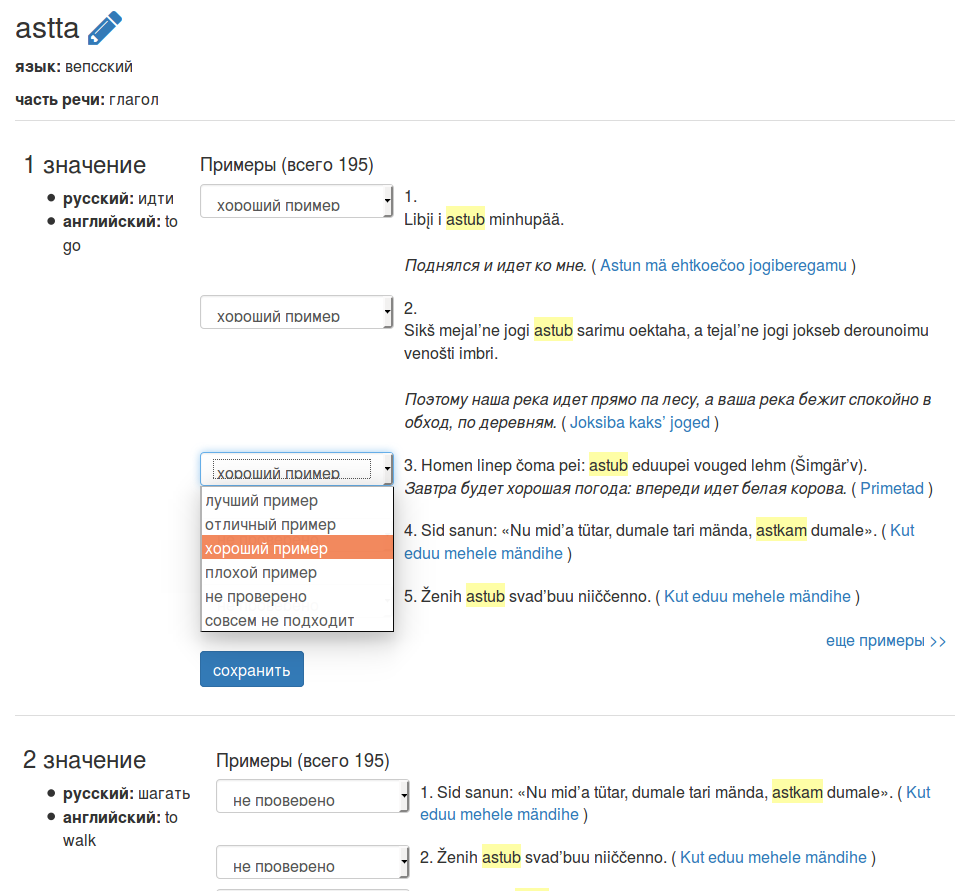 astta
язык: вепсский
часть речи: глагол
1 значение
русский: идти
английский: to
go
Примеры (всего 195)
хороший пример
1.
Libįi i astub minhupää.
Поднялся и идет ко мне. ( Astun mä ehtkoečoo jogiberegamu )
хороший пример
2.
Sikš mejal’ne jogi astub sarimu oektaha, a tejal’ne jogi jokseb derounoimu
venošti imbri.
Поэтому наша река идет прямо па лесу, а ваша река бежит спокойно в
обход, по деревням. ( Joksiba kaks’ joged )
хороший пример
3. Homen linep čoma pei: astub eduupei vouged lehm (Šimgär’v).
Завтра будет хорошая погода: впереди идет белая корова. ( Primetad )
лучший пример
отличный пример
хороший пример
плохой пример
не проверено
совсем не подходит
4. Sid sanun: «Nu mid’a tütar, dumale tari mända, astkam dumale». ( Kut
eduu mehele mändihe )
5. Ženih astub svad’buu niiččenno. ( Kut eduu mehele mändihe )
еще примеры >>
сохранить
2 значение
русский: шагать
английский: to
walk
Примеры (всего 195)
не проверено
1. Sid sanun: «Nu mid’a tütar, dumale tari mända, astkam dumale». ( Kut
eduu mehele mändihe )
не проверено
2. Ženih astub svad’buu niiččenno. ( Kut eduu mehele mändihe )